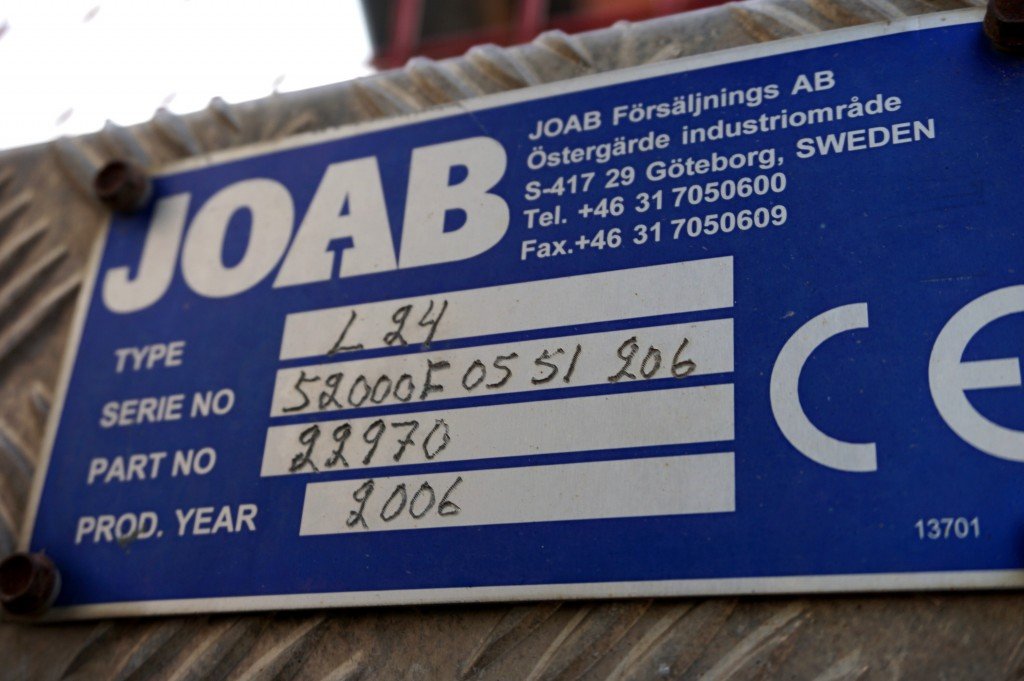 JOAB
JOAB Försäljnings AB
Östergärde industriområde
S-417 29 Göteborg, SWEDEN
Tel. +46 31 7050600
Fax.+46 31 7050609
TYPE L 24
SERIE NO 52000F 05 51 206
PART NO 22970
PROD. YEAR 2006
CE
13701